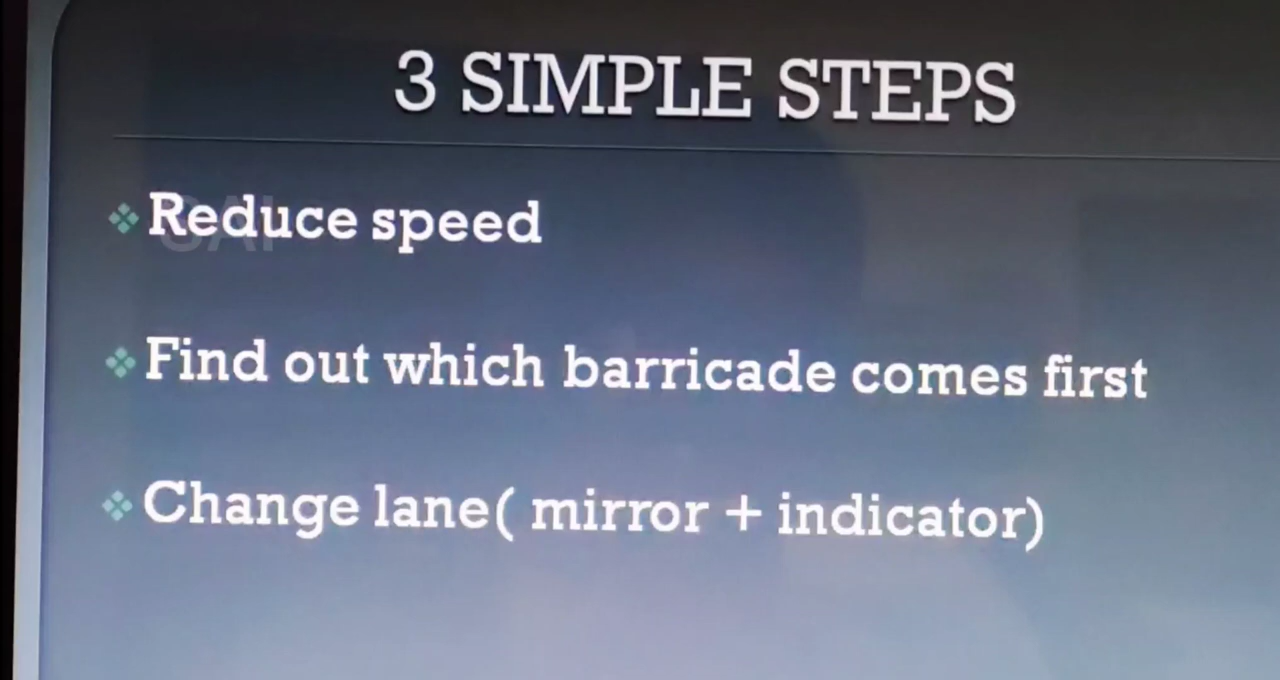 3 SIMPLE STEPS
Reduce speed
Find out which barricade comes first
Change lane( mirror + indicator)